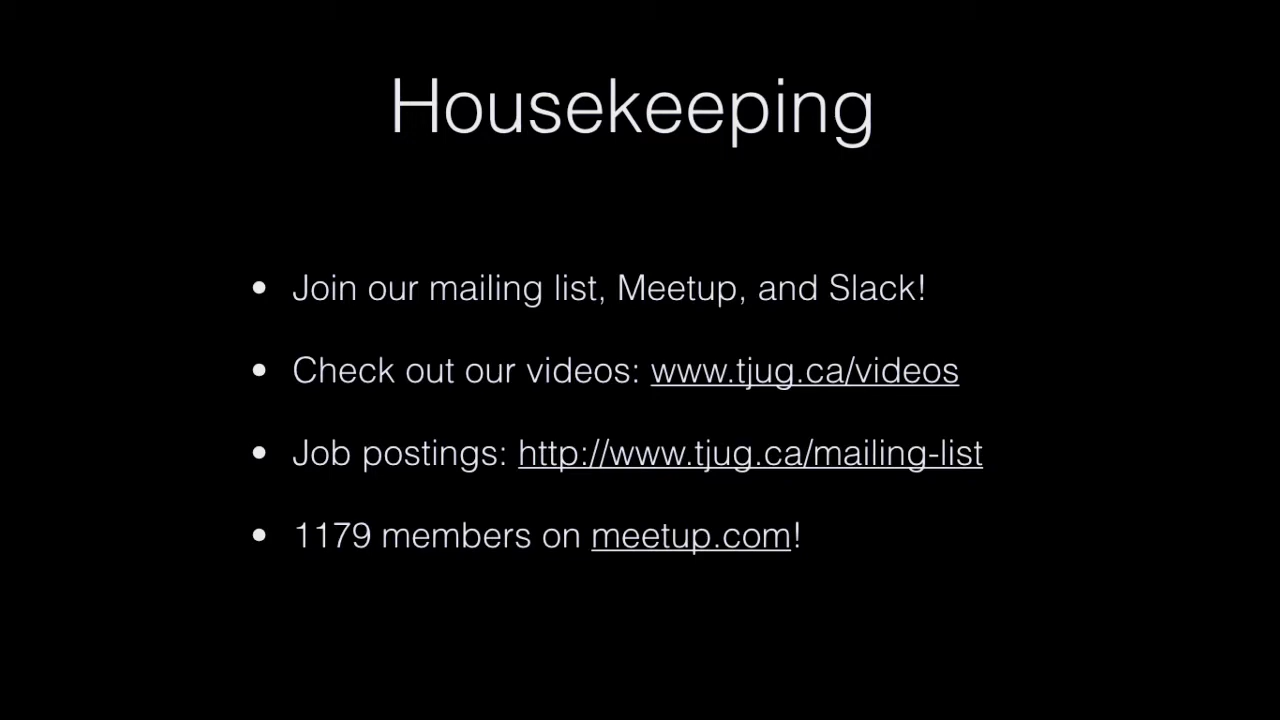 Housekeeping
• Join our mailing list, Meetup, and Slack!
• Check out our videos: www.tjug.ca/videos
• Job postings: http://www.tjug.ca/mailing-list
• 1179 members on meetup.com!